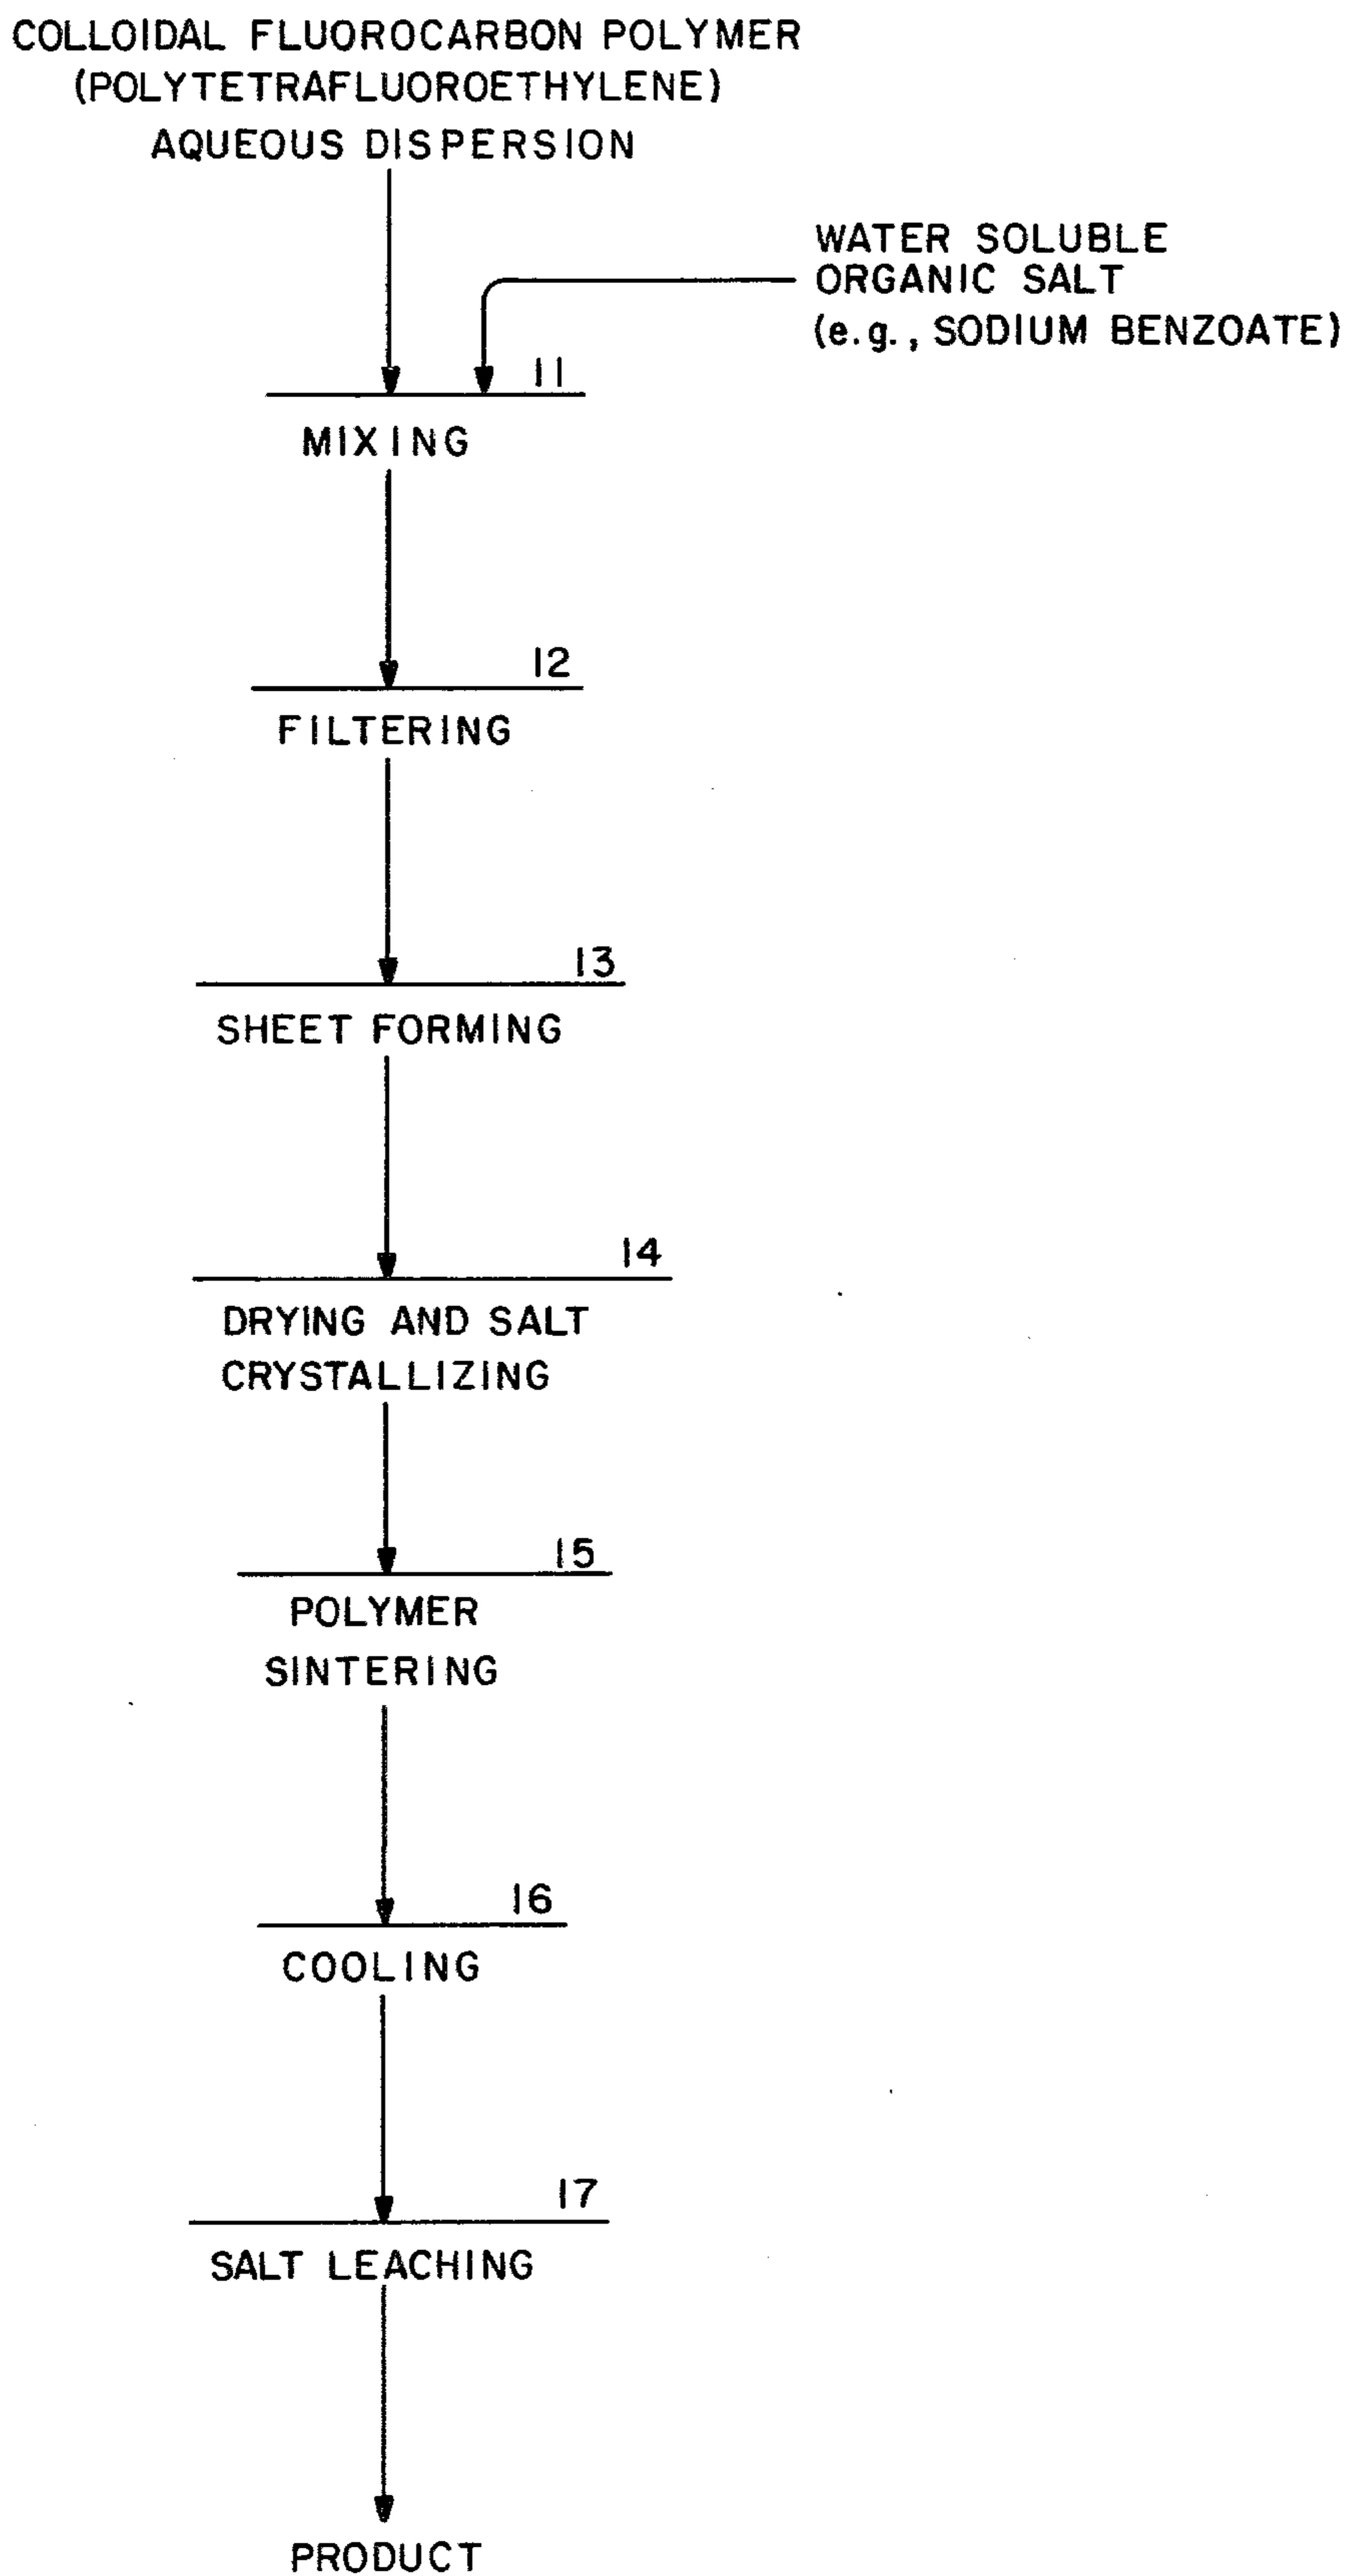 COLLOIDAL FLUOROCARBON POLYMER
(POLYTETRAFLUOROETHYLENE)
AQUEOUS DISPERSION
WATER SOLUBLE
ORGANIC SALT
(e.g., SODIUM BENZOATE)
11
MIXING
12
FILTERING
13
SHEET FORMING
14
DRYING AND SALT
CRYSTALLIZING
15
POLYMER
SINTERING
16
COOLING
17
SALT LEACHING
PRODUCT